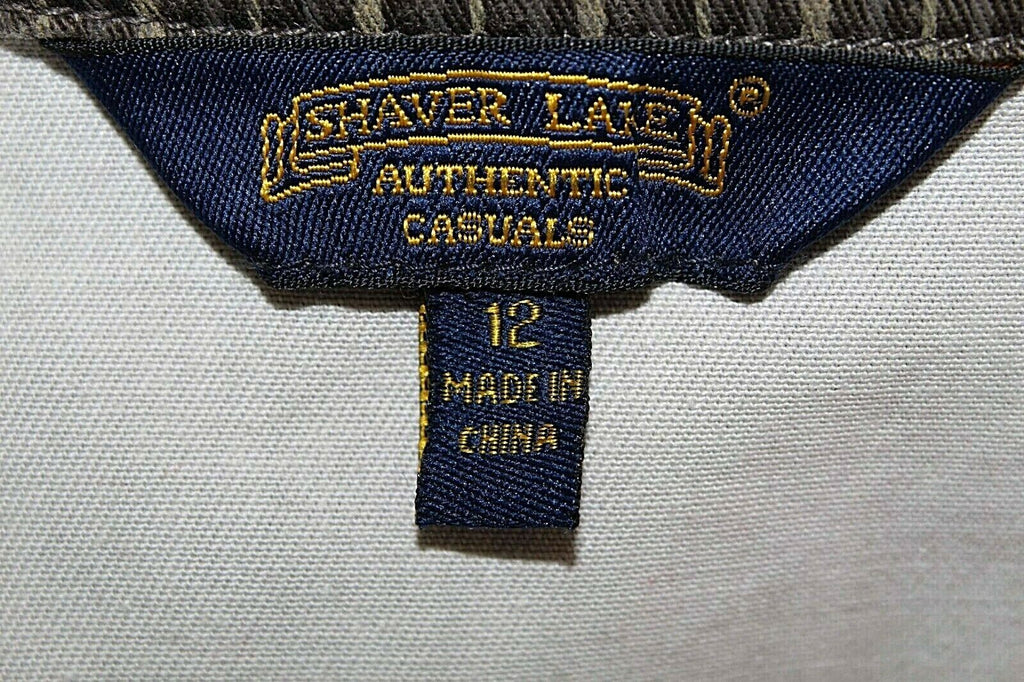 SHAVER LAKE ®
AUTHENTIC
CASUALS
12
MADE IN
CHINA